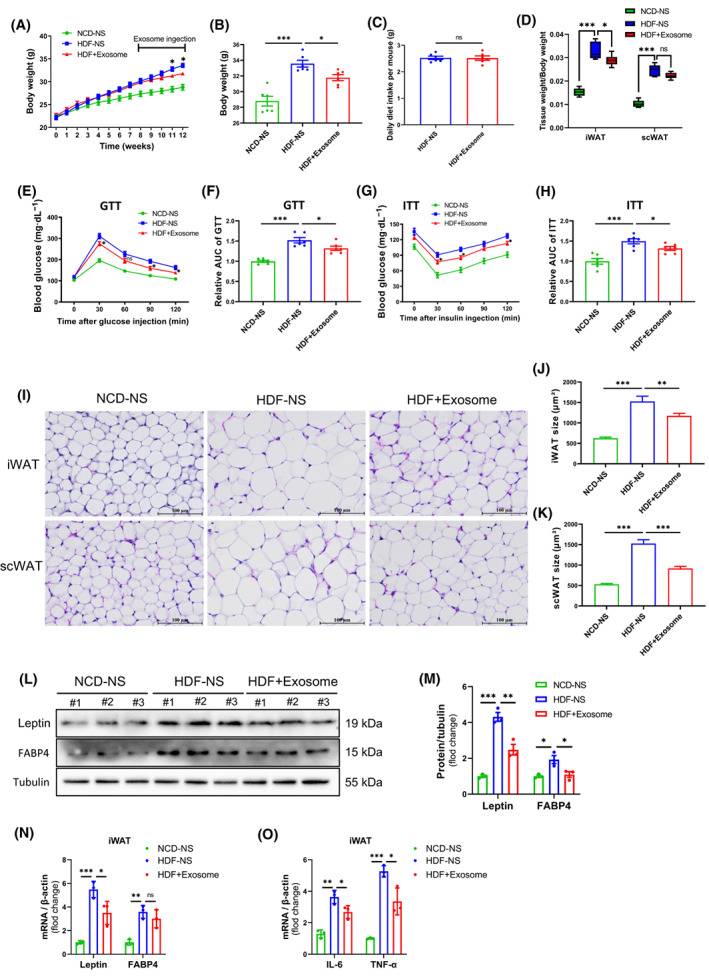 (A)
Exosome injection
Body weight (g)
40
35
30
25
20
0 1 2 3 4 5 6 7 8 9 10 11 12
Time (weeks)
* *
NCD-NS
HDF-NS
HDF+Exosome
(B)
Body weight (g)
40
38
36
34
32
30
28
26
24
*** *
NCD-NS
HDF-NS
HDF+Exosome
(C)
Daily diet intake per mouse (g)
4
3
2
1
0
ns
HDF-NS
HDF+Exosome
(D)
NCD-NS
HDF-NS
HDF+Exosome
Tissue weight/Body weight
0.04
0.03
0.02
0.01
0.00
*** *
*** ns
iWAT scWAT
(E)
GTT
NCD-NS
HDF-NS
HDF+Exosome
Blood glucose (mg·dL⁻¹)
400
300
200
100
0
0 30 60 90 120
Time after glucose injection (min)
(F)
GTT
Relative AUC of GTT
2.0
1.5
1.0
0.5
0.0
*** *
NCD-NS
HDF-NS
HDF+Exosome
(G)
ITT
NCD-NS
HDF-NS
HDF+Exosome
Blood glucose (mg·dL⁻¹)
150
100
50
0
0 30 60 90 120
Time after insulin injection (min)
(H)
ITT
Relative AUC of ITT
2.0
1.5
1.0
0.5
0.0
*** *
NCD-NS
HDF-NS
HDF+Exosome
(I)
NCD-NS HDF-NS HDF+Exosome
iWAT
100 μm 100 μm 100 μm
scWAT
100 μm 100 μm 100 μm
(J)
iWAT size (μm²)
2000
1500
1000
500
0
*** **
NCD-NS
HDF-NS
HDF+Exosome
(K)
scWAT size (μm²)
2000
1500
1000
500
0
*** ***
NCD-NS
HDF-NS
HDF+Exosome
(L)
NCD-NS HDF-NS HDF+Exosome
#1 #2 #3 #1 #2 #3 #1 #2 #3
Leptin 19 kDa
FABP4 15 kDa
Tubulin 55 kDa
(M)
NCD-NS
HDF-NS
HDF+Exosome
Protein/tubulin
(flod change)
6
4
2
0
*** **
* *
Leptin FABP4
(N)
iWAT
NCD-NS
HDF-NS
HDF+Exosome
mRNA / β-actin
(flod change)
8
6
4
2
0
*** *
** ns
Leptin FABP4
(O)
iWAT
NCD-NS
HDF-NS
HDF+Exosome
mRNA / β-actin
(flod change)
6
4
2
0
** *
*** *
IL-6 TNF-α